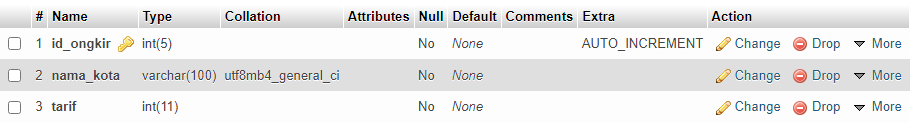 # Name Type Collation Attributes Null Default Comments Extra Action
1 id_ongkir int(5) No None AUTO_INCREMENT Change Drop More
2 nama_kota varchar(100) utf8mb4_general_ci No None Change Drop More
3 tarif int(11) No None Change Drop More